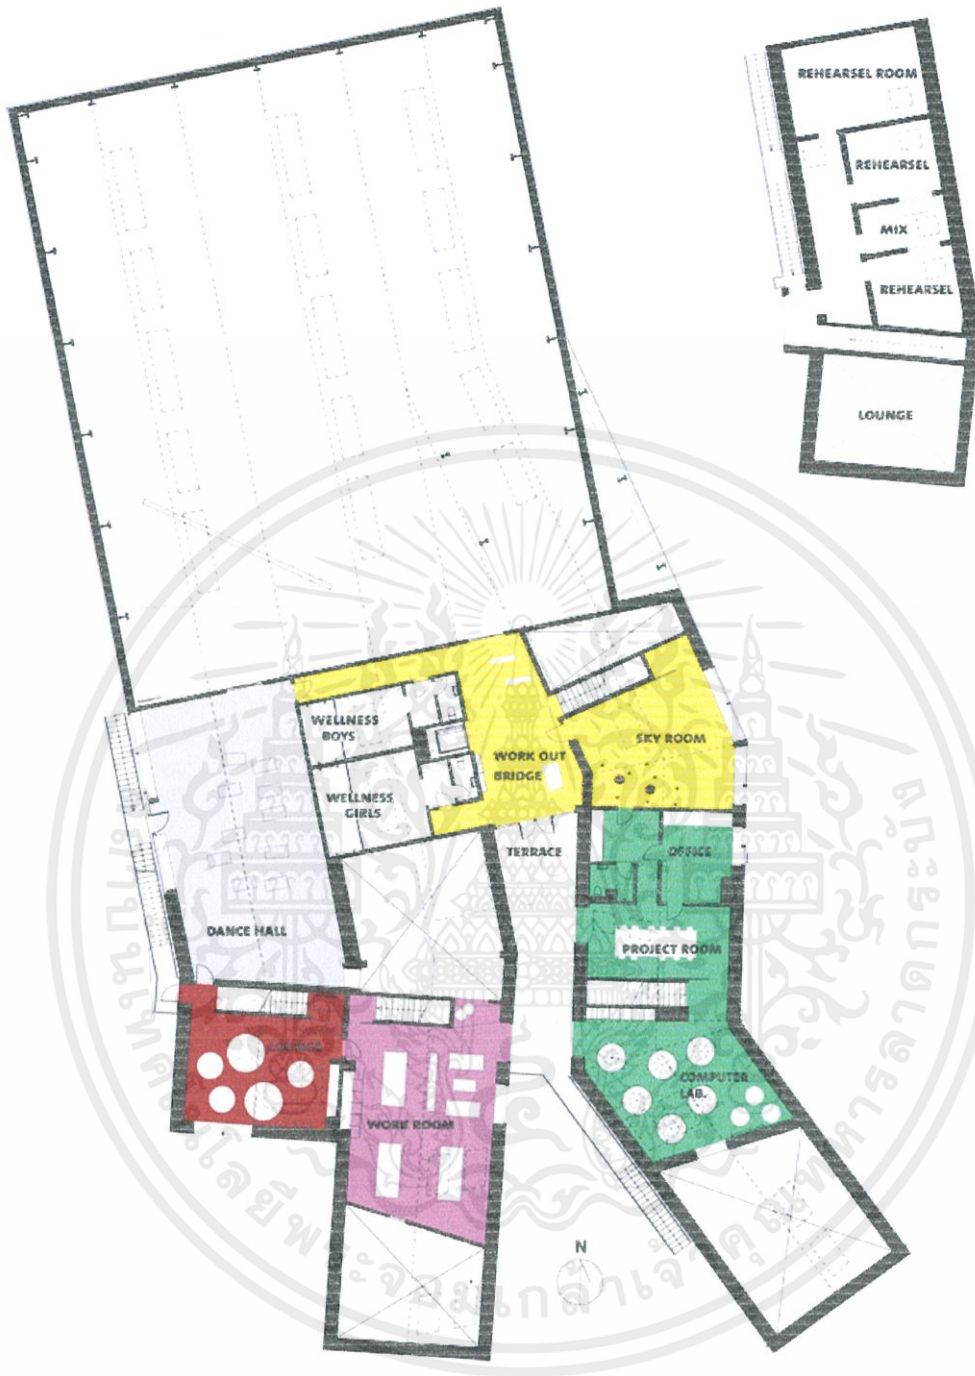 REHEARSEL ROOM
REHEARSEL
MIX
REHEARSEL
LOUNGE
WELLNESS
BOYS
WELLNESS
GIRLS
WORK OUT
BRIDGE
SKY ROOM
TERRACE
OFFICE
DANCE HALL
PROJECT ROOM
LOUNGE
COMPUTER
LAB.
WORK ROOM
N